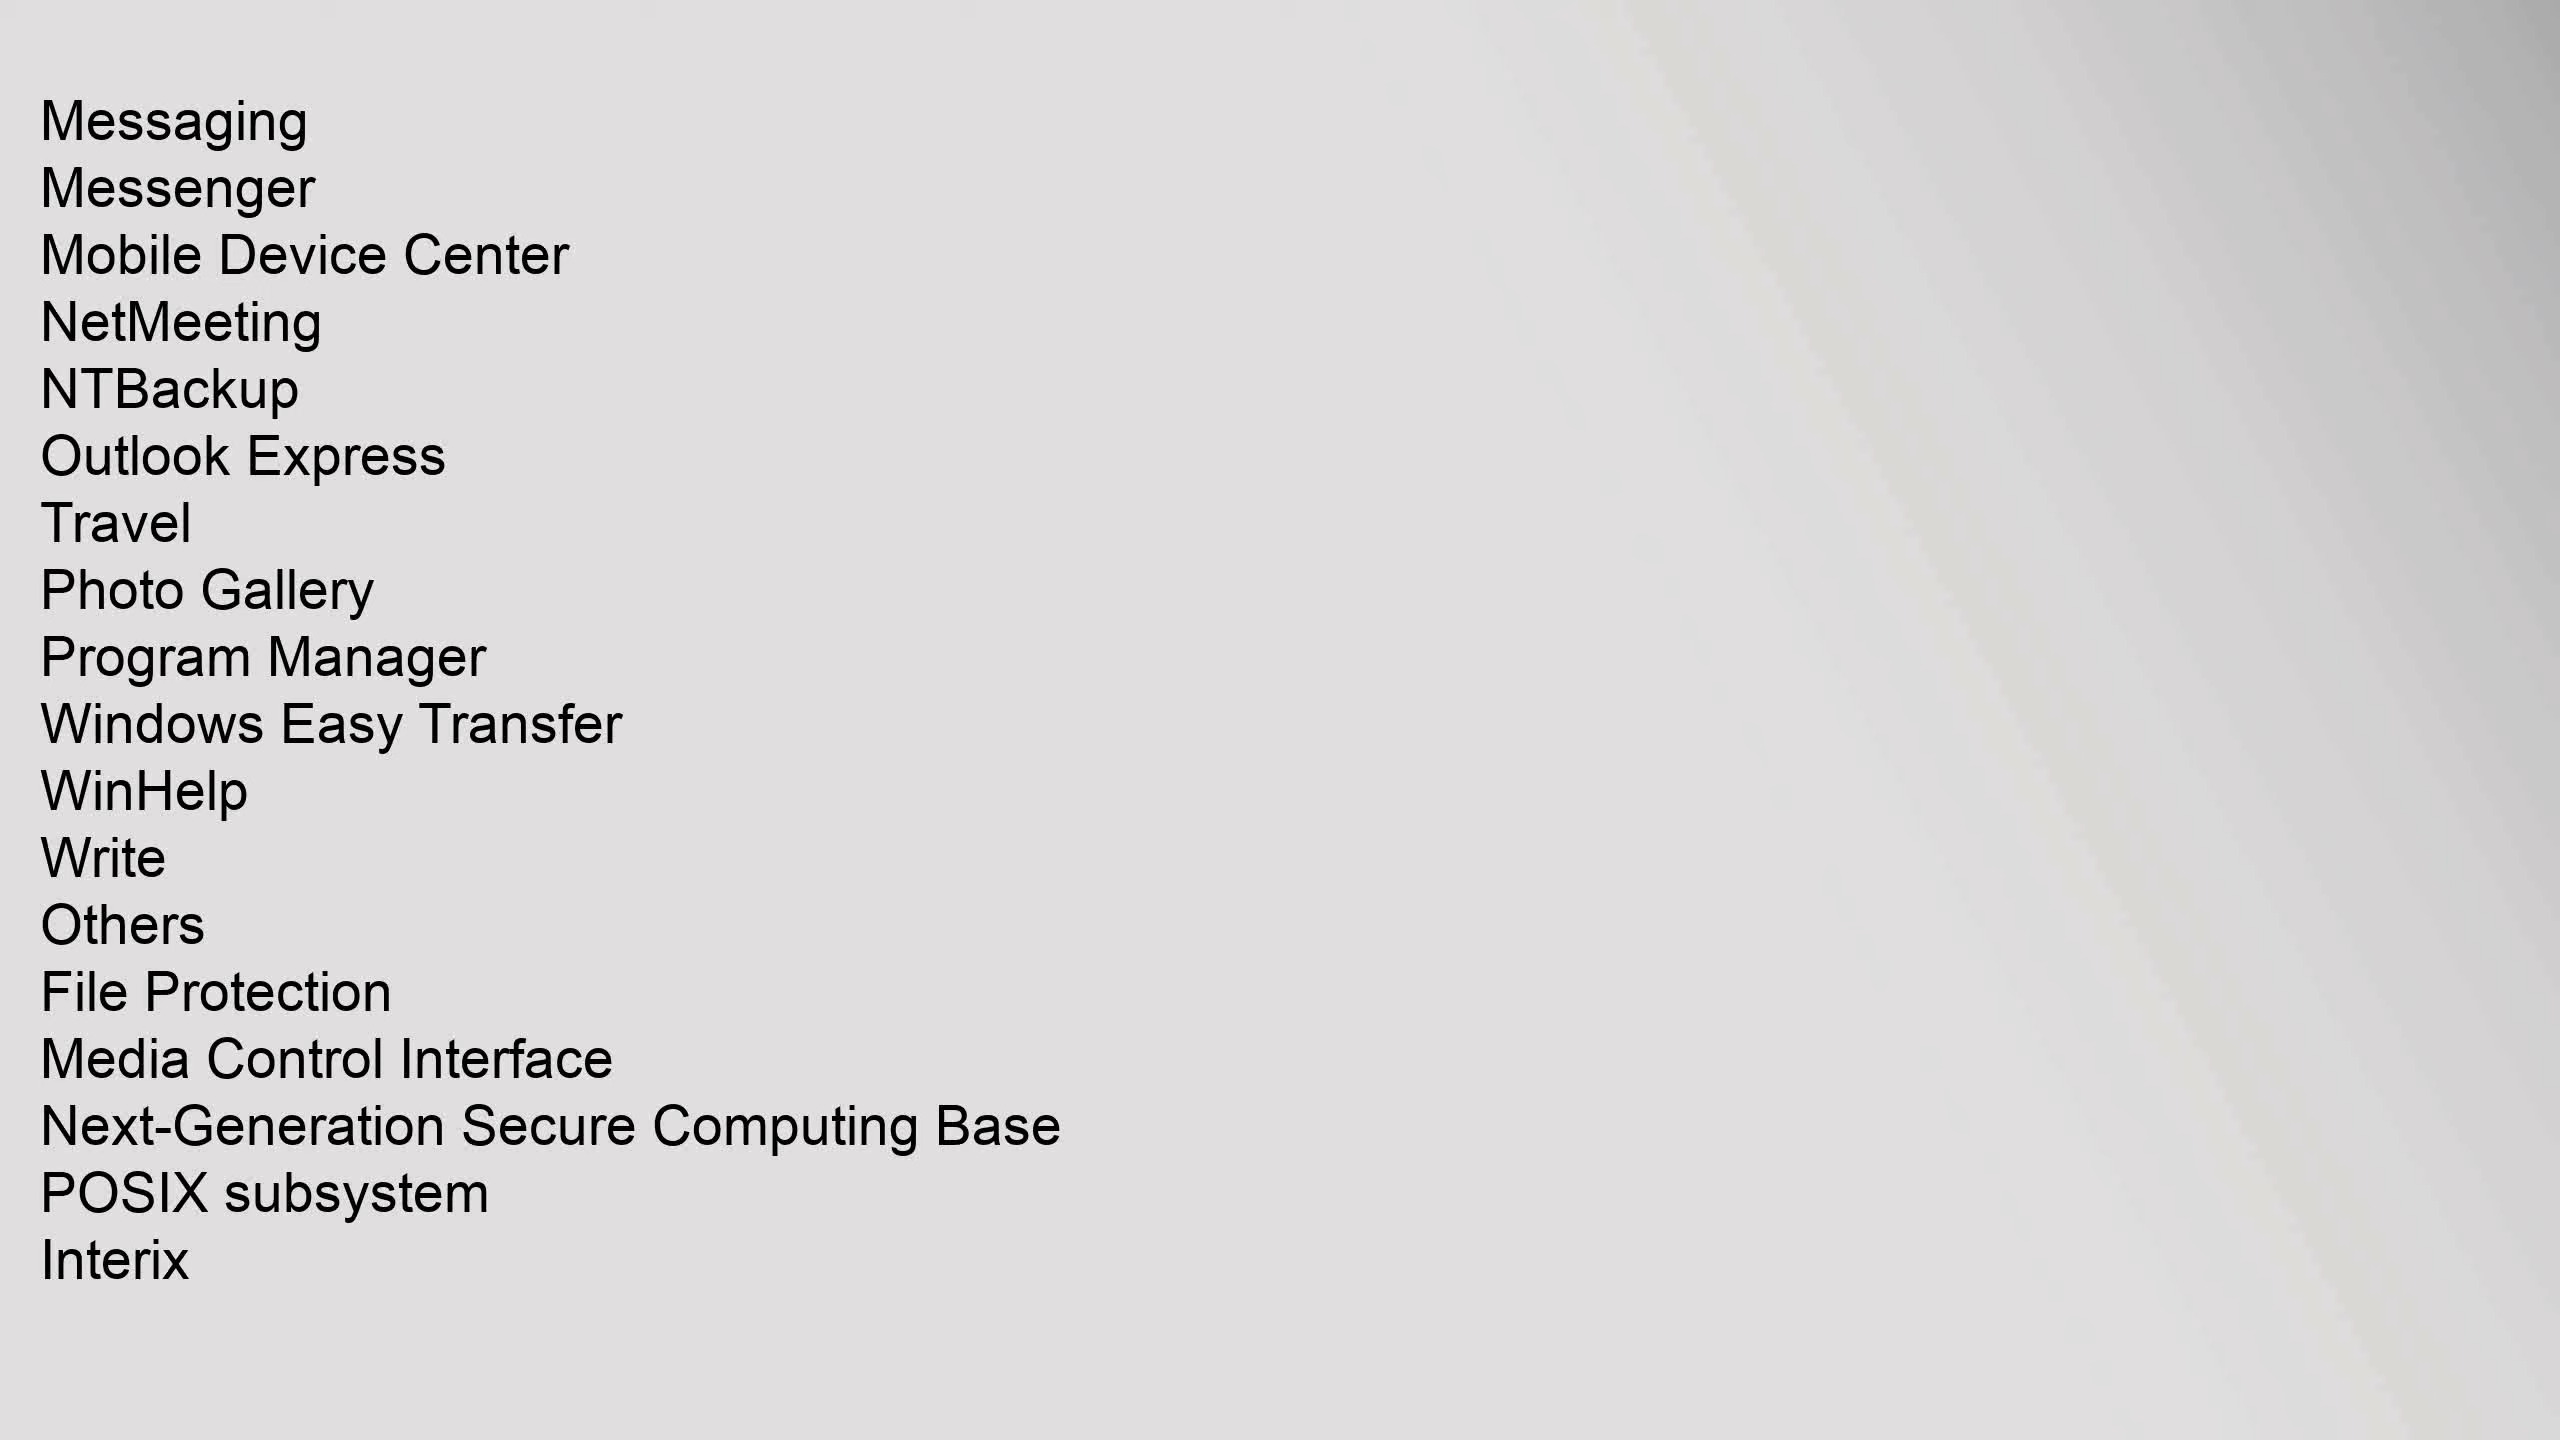 Messaging
Messenger
Mobile Device Center
NetMeeting
NTBackup
Outlook Express
Travel
Photo Gallery
Program Manager
Windows Easy Transfer
WinHelp
Write
Others
File Protection
Media Control Interface
Next-Generation Secure Computing Base
POSIX subsystem
Interix